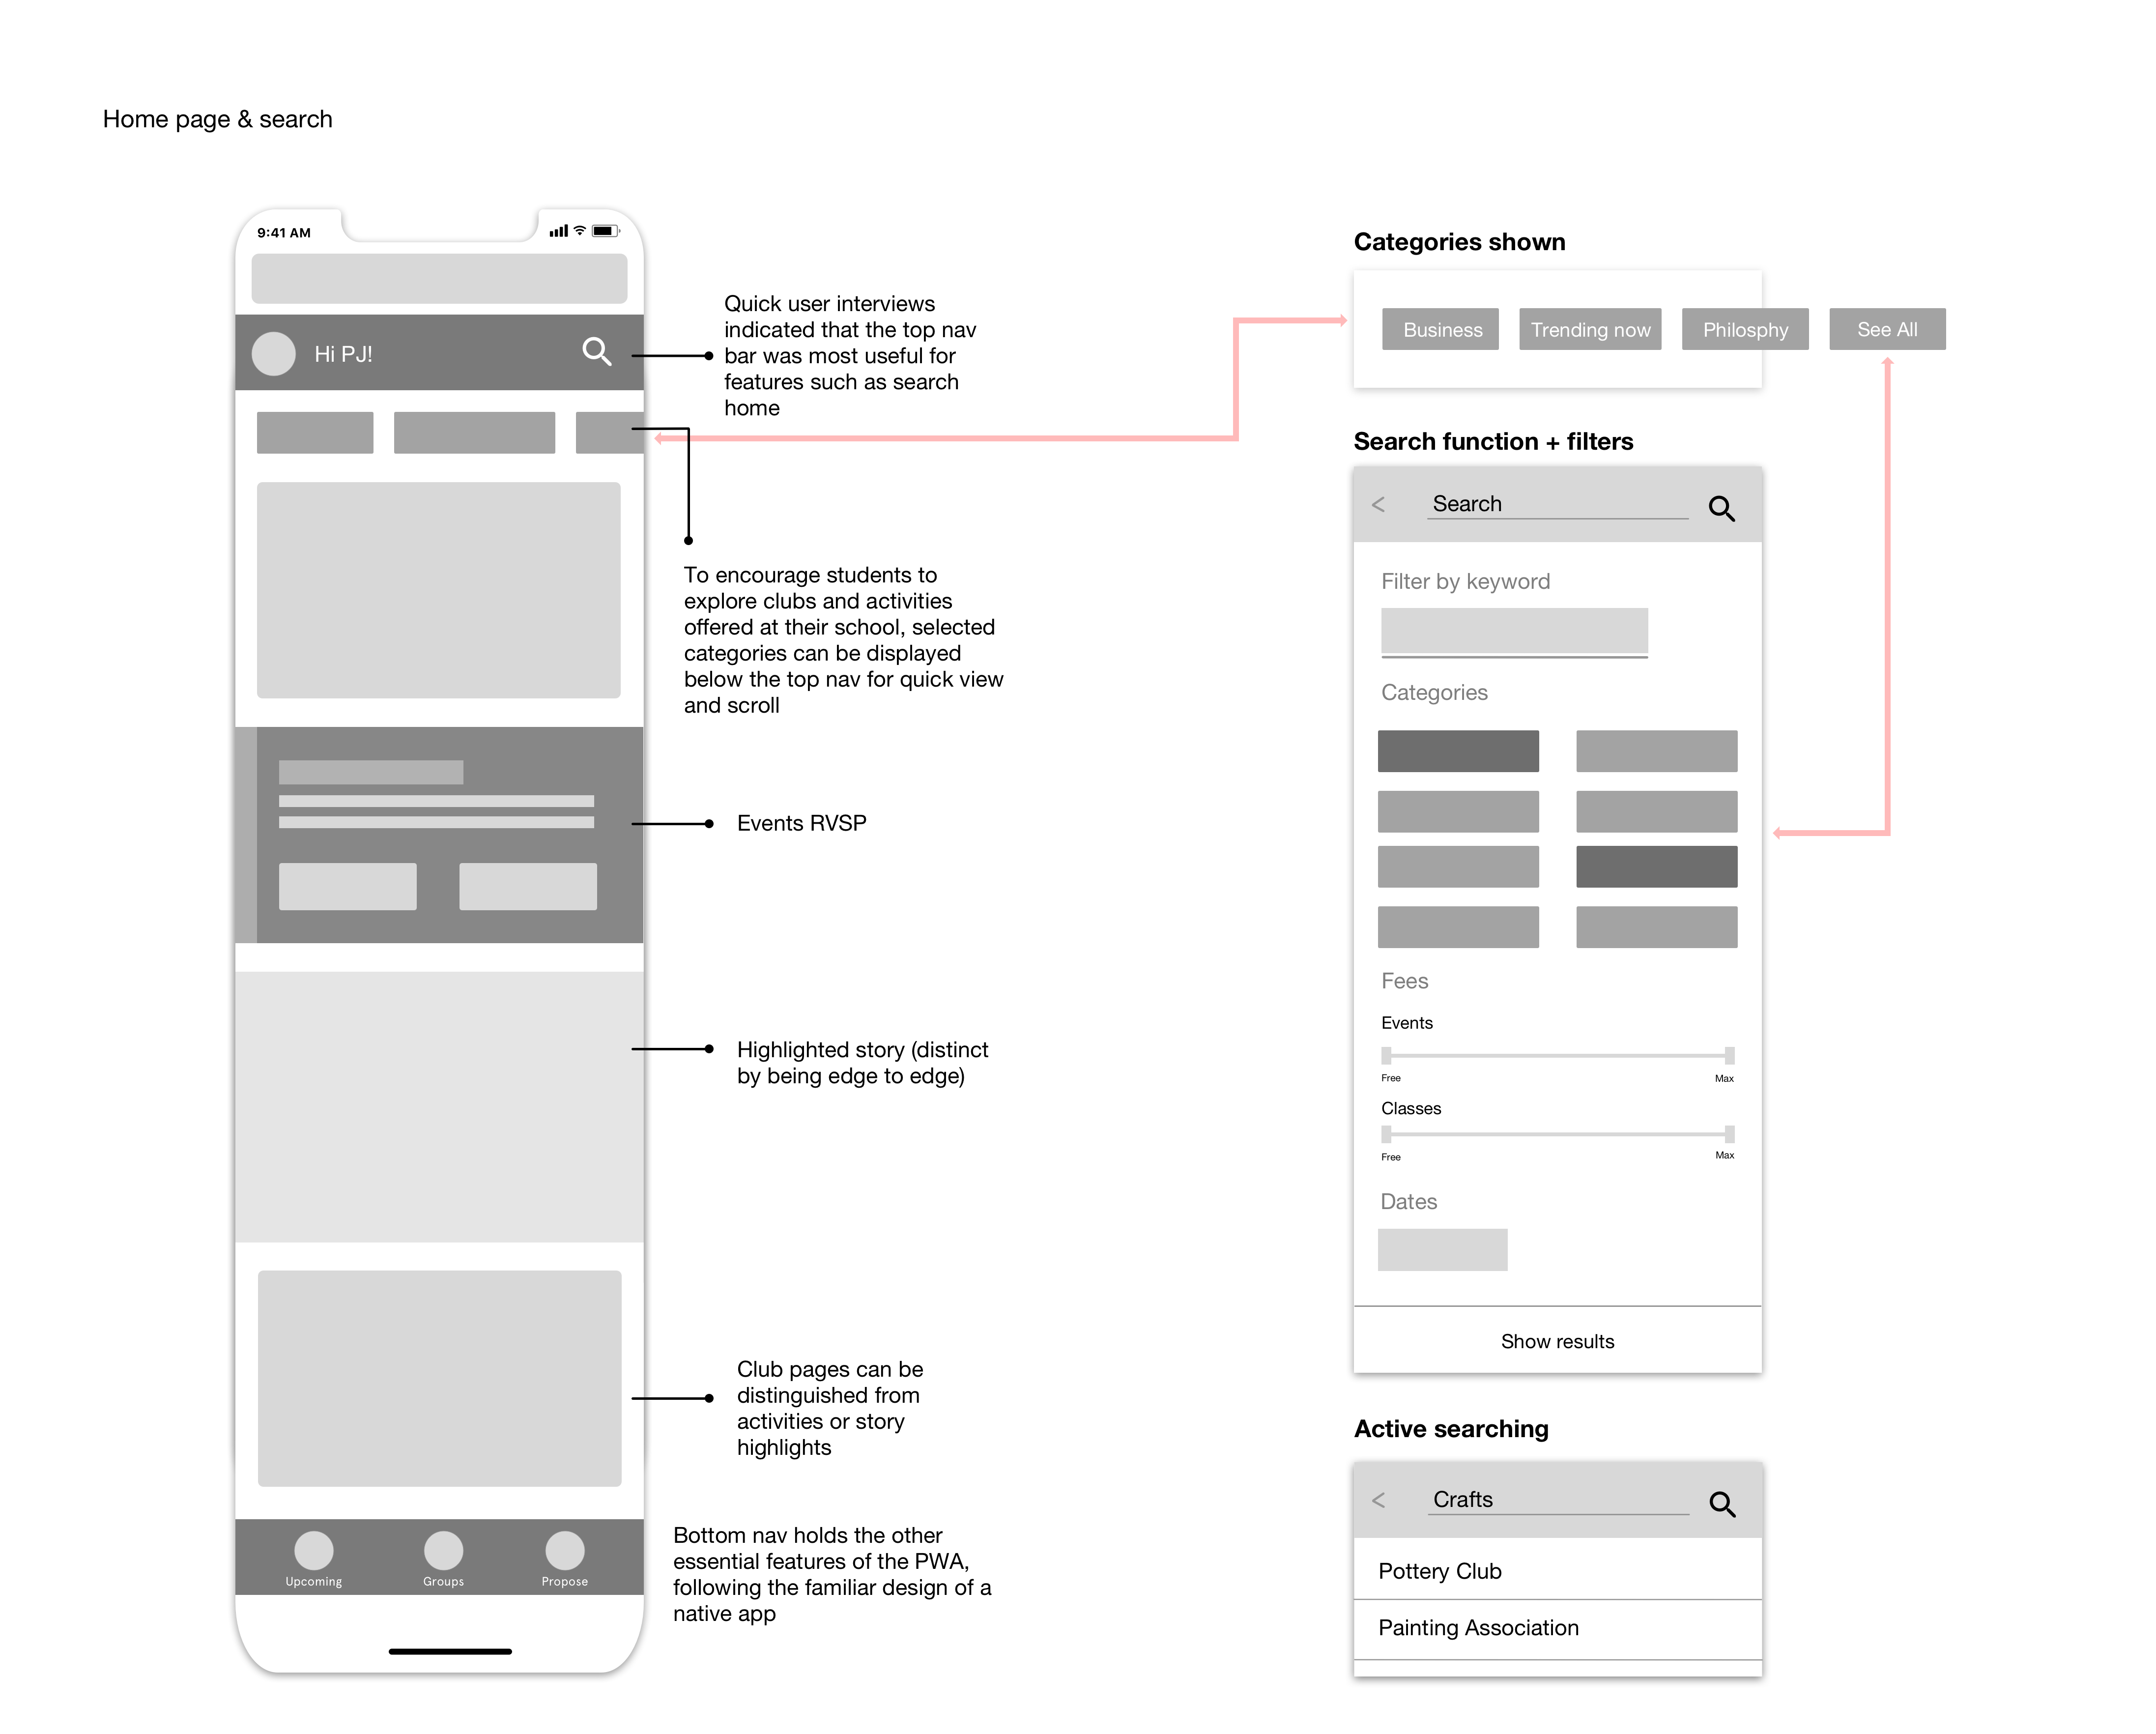 Home page & search
9:41 AM
Hi PJ!
Quick user interviews
indicated that the top nav
bar was most useful for
features such as search
home
To encourage students to
explore clubs and activities
offered at their school, selected
categories can be displayed
below the top nav for quick view
and scroll
Events RVSP
Highlighted story (distinct
by being edge to edge)
Club pages can be
distinguished from
activities or story
highlights
Bottom nav holds the other
essential features of the PWA,
following the familiar design of a
native app
Upcoming
Groups
Propose
Categories shown
Business
Trending now
Philosphy
See All
Search function + filters
<
Search
Filter by keyword
Categories
Fees
Events
Free
Max
Classes
Free
Max
Dates
Show results
Active searching
<
Crafts
Pottery Club
Painting Association